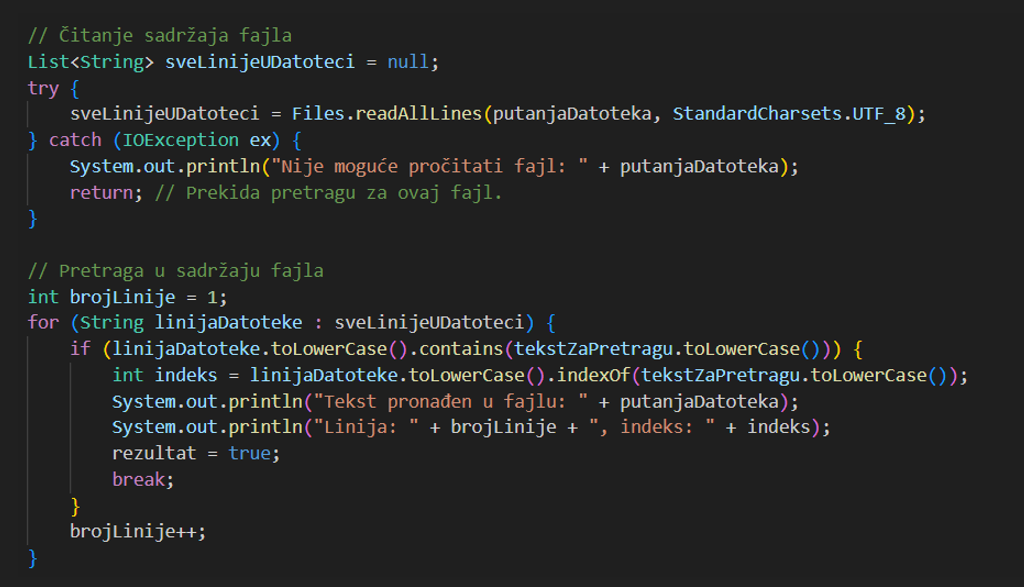 // Čitanje sadržaja fajla
List<String> sveLinijeUDatoteci = null;
try {
    sveLinijeUDatoteci = Files.readAllLines(putanjaDatoteka, StandardCharsets.UTF_8);
} catch (IOException ex) {
    System.out.println("Nije moguće pročitati fajl: " + putanjaDatoteka);
    return; // Prekida pretragu za ovaj fajl.
}

// Pretraga u sadržaju fajla
int brojLinije = 1;
for (String linijaDatoteke : sveLinijeUDatoteci) {
    if (linijaDatoteke.toLowerCase().contains(tekstZaPretragu.toLowerCase())) {
        int indeks = linijaDatoteke.toLowerCase().indexOf(tekstZaPretragu.toLowerCase());
        System.out.println("Tekst pronađen u fajlu: " + putanjaDatoteka);
        System.out.println("Linija: " + brojLinije + ", indeks: " + indeks);
        rezultat = true;
        break;
    }
    brojLinije++;
}